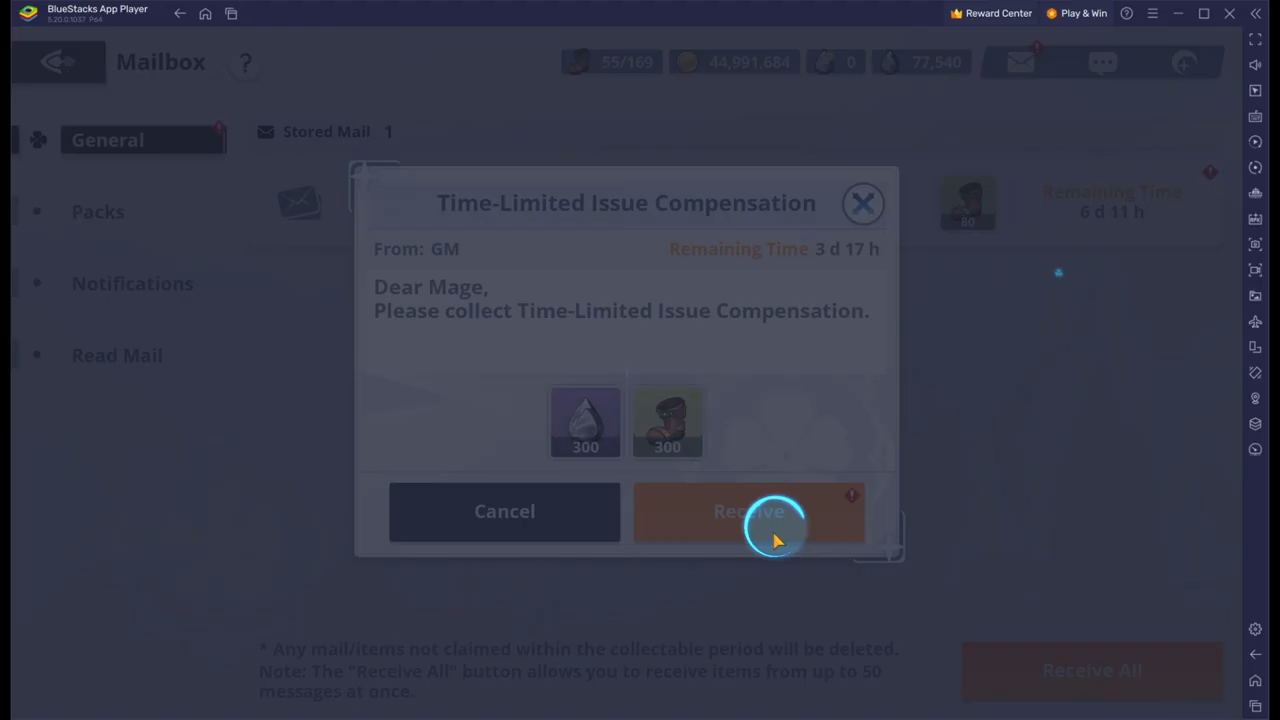 BlueStacks App Player
5.20.0.1037 P64
Reward Center
Play & Win
Mailbox
?
55/169
44,991,684
0
77,540
General
Stored Mail 1
Packs
Notifications
Read Mail
80
Remaining Time
6 d 11 h
Time-Limited Issue Compensation
From: GM
Remaining Time 3 d 17 h
Dear Mage,
Please collect Time-Limited Issue Compensation.
300
300
Cancel
Receive
* Any mail/items not claimed within the collectable period will be deleted.
Note: The "Receive All" button allows you to receive items from up to 50
messages at once.
Receive All